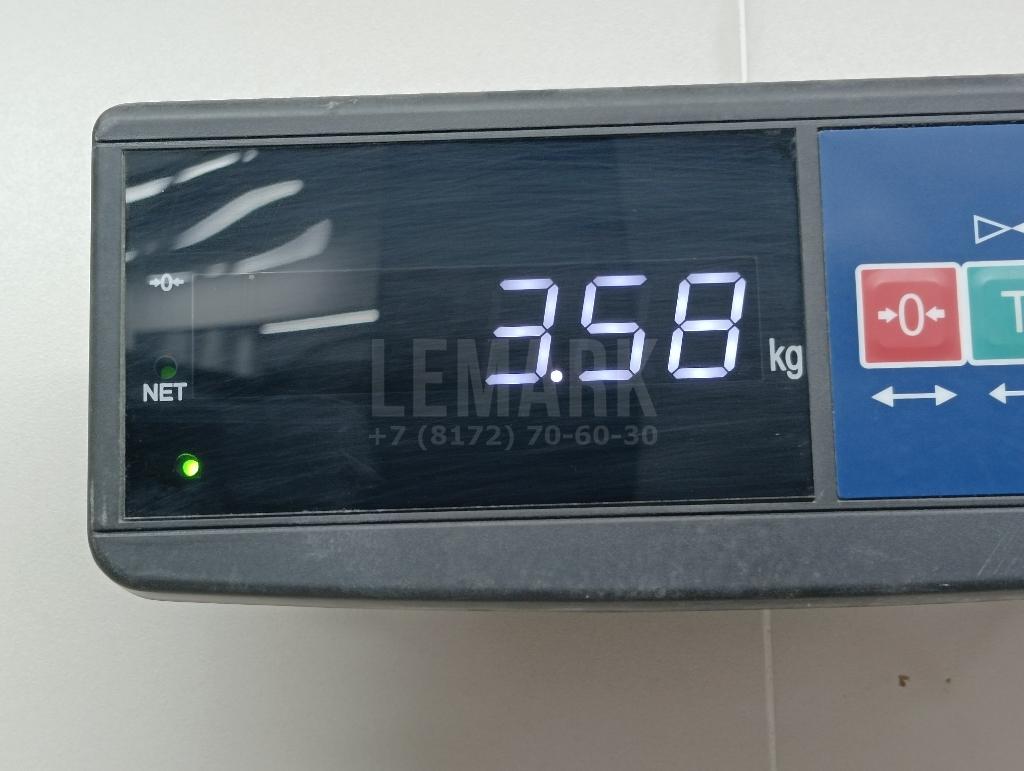 →0←
3.58
kg
NET
LEMARK
+7 (8172) 70-60-30
→0←
T